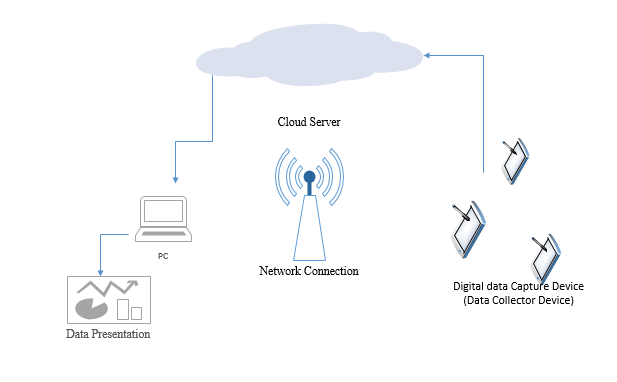 Cloud Server
PC
Network Connection
Digital data Capture Device
(Data Collector Device)
Data Presentation